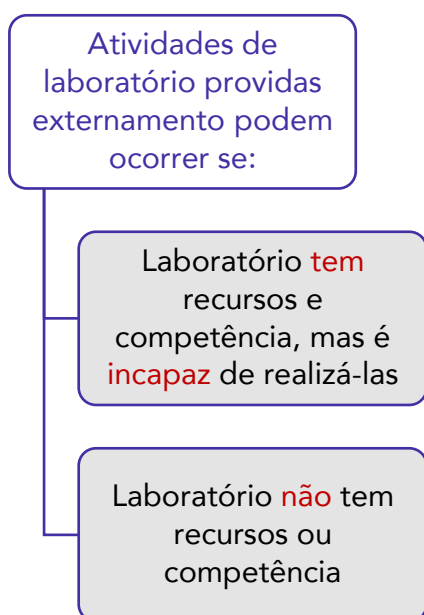 Atividades de
laboratório providas
externamento podem
ocorrer se:
Laboratório tem
recursos e
competência, mas é
incapaz de realizá-las
Laboratório não tem
recursos ou
competência